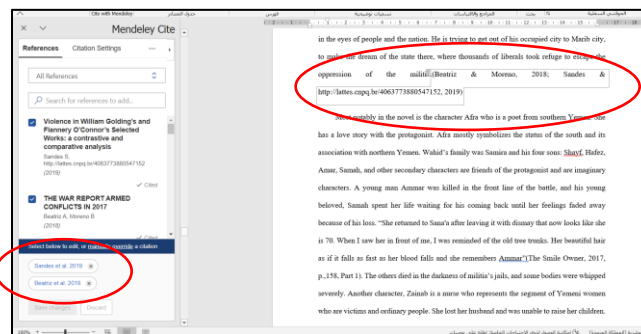 Cite with Mendeley
فهرس
تسميات توضيحية
المراجع والاقتباسات
بحث
Mendeley Cite
References Citation Settings
All References
Search for references to add...
Violence in William Golding's and
Flannery O'Connor's Selected
Works: a contrastive and
comparative analysis
Sandes S,
http://lattes.cnpq.br/4063773880547152
(2019)
Cited
THE WAR REPORT ARMED
CONFLICTS IN 2017
Beatriz A, Moreno B
(2018)
Cited
Select below to edit, or manually override a citation
Sandes et al. 2019
Beatriz et al. 2018
Save changes Discard
in the eyes of people and the nation. He is trying to get out of his occupied city to Marib city,
to make the dream of the state there, where thousands of liberals took refuge to escape the
oppression of the militia.(Beatriz & Moreno, 2018; Sandes &
http://lattes.cnpq.br/4063773880547152, 2019)
Most notably in the novel is the character Afra who is a poet from southern Yemen. She
has a love story with the protagonist. Afra mostly symbolizes the status of the south and its
association with northern Yemen. Wahid's family was Samira and his four sons: Shayf, Hafez,
Amar, Samah, and other secondary characters are friends of the protagonist and are imaginary
characters. A young man Ammar was killed in the front line of the battle, and his young
beloved, Samah spent her life waiting for his coming back until her feelings faded away
because of his loss. "She returned to Sana'a after leaving it with dismay that now looks like she
is 70. When I saw her in front of me, I was reminded of the old tree trunks. Her beautiful hair
as if it falls as fast as her blood falls and she remembers Ammar"(The Smile Owner, 2017,
p.,158, Part 1). The others died in the darkness of militia's jails, and some bodies were whipped
severely. Another character, Zainab is a nurse who represents the segment of Yemeni women
who are victims and ordinary people. She lost her husband and was unable to raise her children.